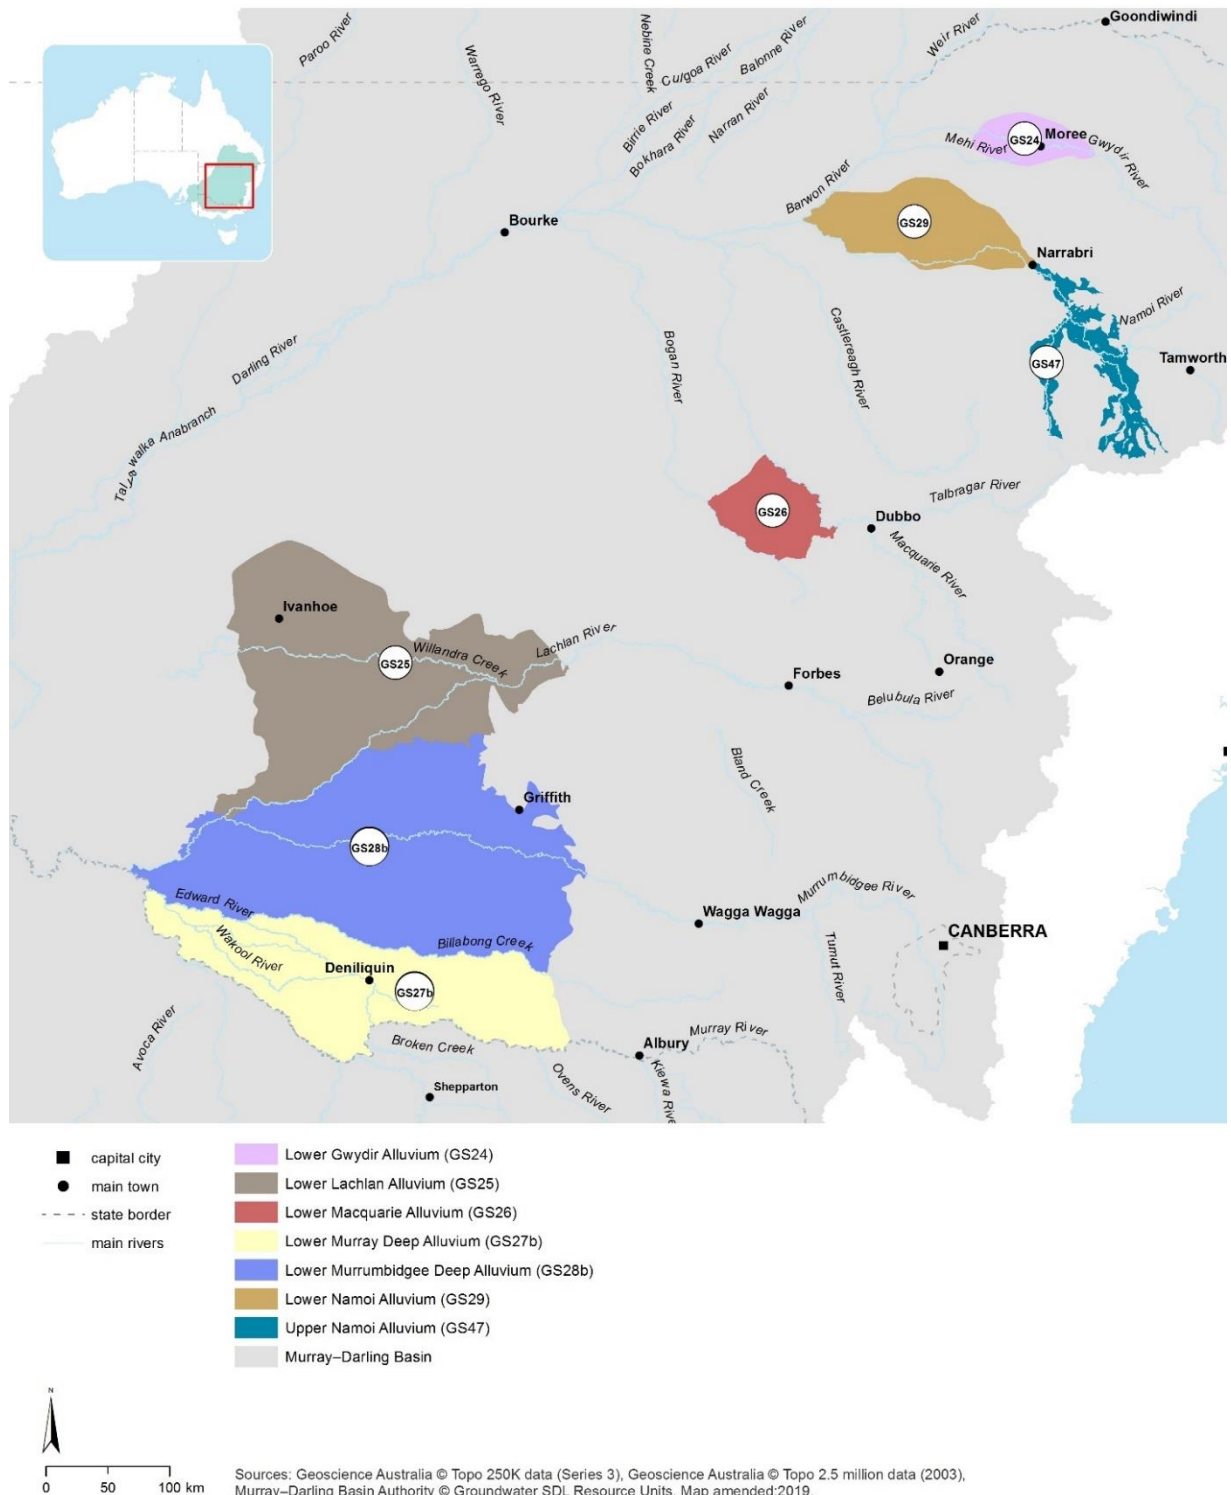 Goondiwindi
Paroo River
Warrego River
Nebine Creek
Culgoa River
Balonne River
Weir River
Birrie River
Bokhara River
Narran River
GS24
Moree
Mehi River
Gwydir River
Barwon River
Bourke
GS29
Narrabri
Namoi River
Tamworth
GS47
Darling River
Bogan River
Castlereagh River
Talyawalka Anabranch
GS26
Talbragar River
Dubbo
Macquarie River
Ivanhoe
Willandra Creek
Lachlan River
GS25
Forbes
Orange
Belubula River
Bland Creek
Griffith
GS28b
Murrumbidgee River
Edward River
Wagga Wagga
CANBERRA
Billabong Creek
Wakool River
Tumut River
Deniliquin
GS27b
Avoca River
Broken Creek
Murray River
Albury
Ovens River
Kiewa Rive
Shepparton
capital city
main town
state border
main rivers
Lower Gwydir Alluvium (GS24)
Lower Lachlan Alluvium (GS25)
Lower Macquarie Alluvium (GS26)
Lower Murray Deep Alluvium (GS27b)
Lower Murrumbidgee Deep Alluvium (GS28b)
Lower Namoi Alluvium (GS29)
Upper Namoi Alluvium (GS47)
Murray–Darling Basin
N
0 50 100 km
Sources: Geoscience Australia © Topo 250K data (Series 3), Geoscience Australia © Topo 2.5 million data (2003),
Murray–Darling Basin Authority © Groundwater SDL Resource Units. Map amended:2019.